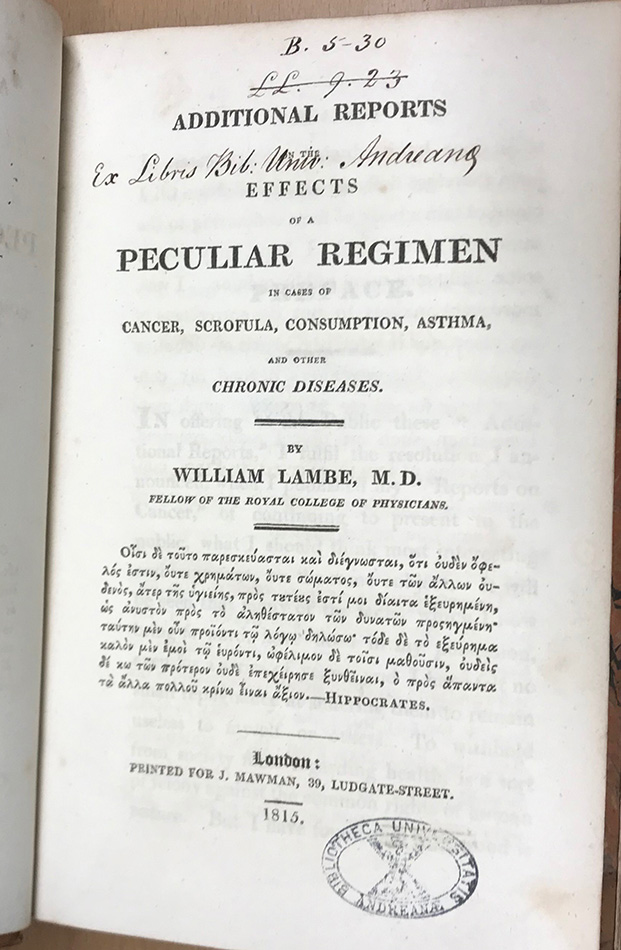 B. 5-30
LL. 9. 23
ADDITIONAL REPORTS
ON THE
Ex Libris Bib: Univ: Andreanæ
EFFECTS
OF A
PECULIAR REGIMEN
IN CASES OF
CANCER, SCROFULA, CONSUMPTION, ASTHMA,
AND OTHER
CHRONIC DISEASES.
BY
WILLIAM LAMBE, M.D.
FELLOW OF THE ROYAL COLLEGE OF PHYSICIANS.
Οἷσι δὲ τοῦτο παρεσκεύασται καὶ διέγνωσται, ὅτι οὐδὲν ὄφε-
λός ἐστιν, οὔτε χρημάτων, οὔτε σώματος, οὔτε τῶν ἄλλων οὐ-
δενὸς, ἄτερ τῆς ὑγιείης, πρὸς τουτέους ἐστί μοι δίαιτα ἐξευρημένη,
ὡς ἀνυστὸν πρὸς τὸ ἀληθέστατον τῶν δυνατῶν προσηγμένη·
ταύτην μὲν οὖν προϊόντι τῷ λόγῳ δηλώσω· τόδε δὲ τὸ ἐξεύρημα
καλὸν μὲν ἐμοὶ τῷ εὑρόντι, ὠφέλιμον δὲ τοῖσι μαθοῦσιν, οὐδεὶς
δέ κω τῶν πρότερον οὐδὲ ἐπεχείρησε ξυνθεῖναι, ὃ πρὸς ἅπαντα
τὰ ἄλλα πολλοῦ κρίνω εἶναι ἄξιον.—HIPPOCRATES.
London:
PRINTED FOR J. MAWMAN, 39, LUDGATE-STREET.
1815.
BIBLIOTHECA UNIVERSITATIS
ANDREANÆ